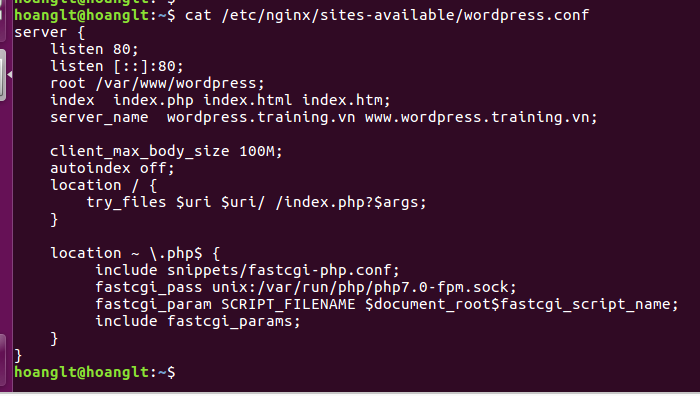 hoanglt@hoanglt:~$ cat /etc/nginx/sites-available/wordpress.conf
server {
    listen 80;
    listen [::]:80;
    root /var/www/wordpress;
    index  index.php index.html index.htm;
    server_name  wordpress.training.vn www.wordpress.training.vn;

    client_max_body_size 100M;
    autoindex off;
    location / {
        try_files $uri $uri/ /index.php?$args;
    }

    location ~ \.php$ {
         include snippets/fastcgi-php.conf;
         fastcgi_pass unix:/var/run/php/php7.0-fpm.sock;
         fastcgi_param SCRIPT_FILENAME $document_root$fastcgi_script_name;
         include fastcgi_params;
    }
}
hoanglt@hoanglt:~$